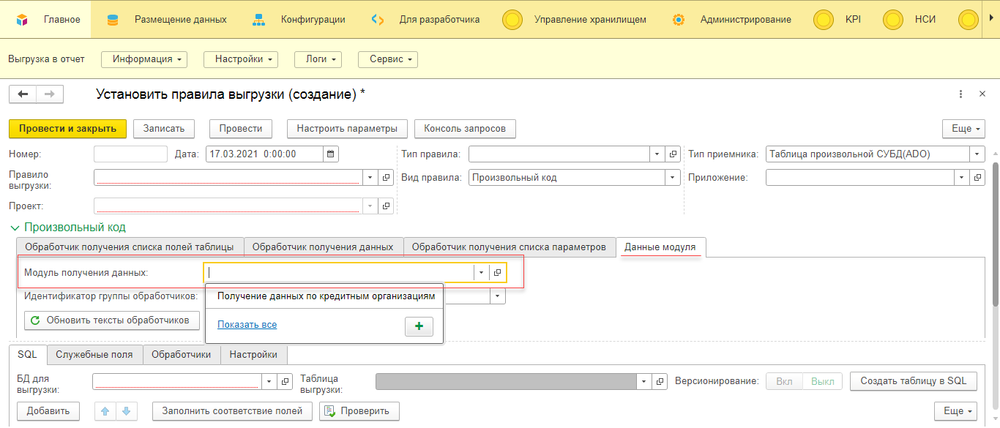 Главное Размещение данных Конфигурации Для разработчика Управление хранилищем Администрирование KPI НСИ
Выгрузка в отчет Информация Настройки Логи Сервис
Установить правила выгрузки (создание) *
Провести и закрыть Записать Провести Настроить параметры Консоль запросов Еще
Номер: Дата: 17.03.2021 0:00:00 Тип правила: Тип приемника: Таблица произвольной СУБД(ADO)
Правило
выгрузки: Вид правила: Произвольный код Приложение:
Проект:
Произвольный код
Обработчик получения списка полей таблицы Обработчик получения данных Обработчик получения списка параметров Данные модуля
Модуль получения данных:
Идентификатор группы обработчиков: Получение данных по кредитным организациям
Обновить тексты обработчиков Показать все
SQL Служебные поля Обработчики Настройки
БД для
выгрузки: Таблица
выгрузки: Версионирование: Вкл Выкл Создать таблицу в SQL
Добавить Заполнить соответствие полей Проверить Еще